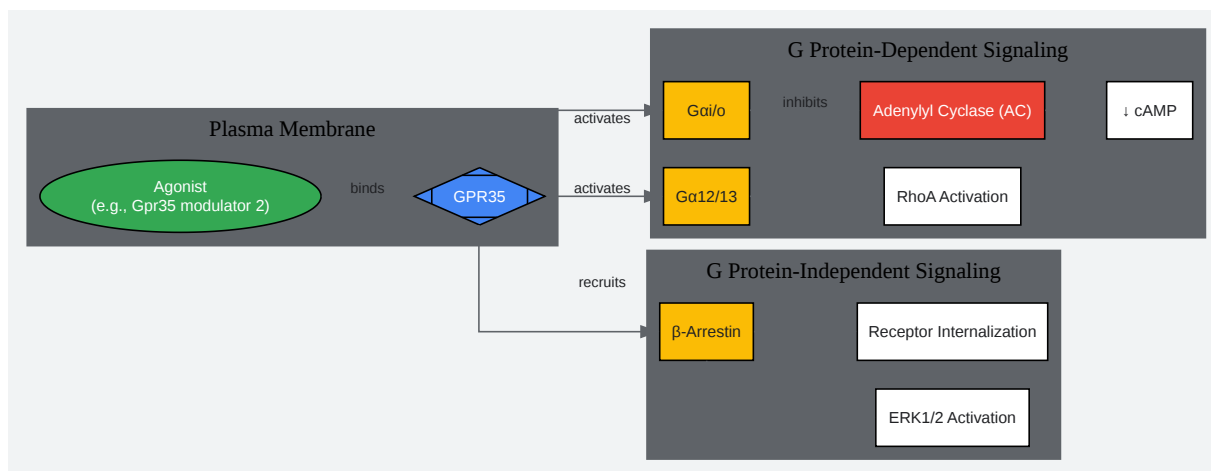 G Protein-Dependent Signaling
Gαi/o
inhibits
Adenylyl Cyclase (AC)
↓ cAMP
activates
Plasma Membrane
Agonist
(e.g., Gpr35 modulator 2)
binds
GPR35
activates
Gα12/13
RhoA Activation
G Protein-Independent Signaling
recruits
β-Arrestin
Receptor Internalization
ERK1/2 Activation